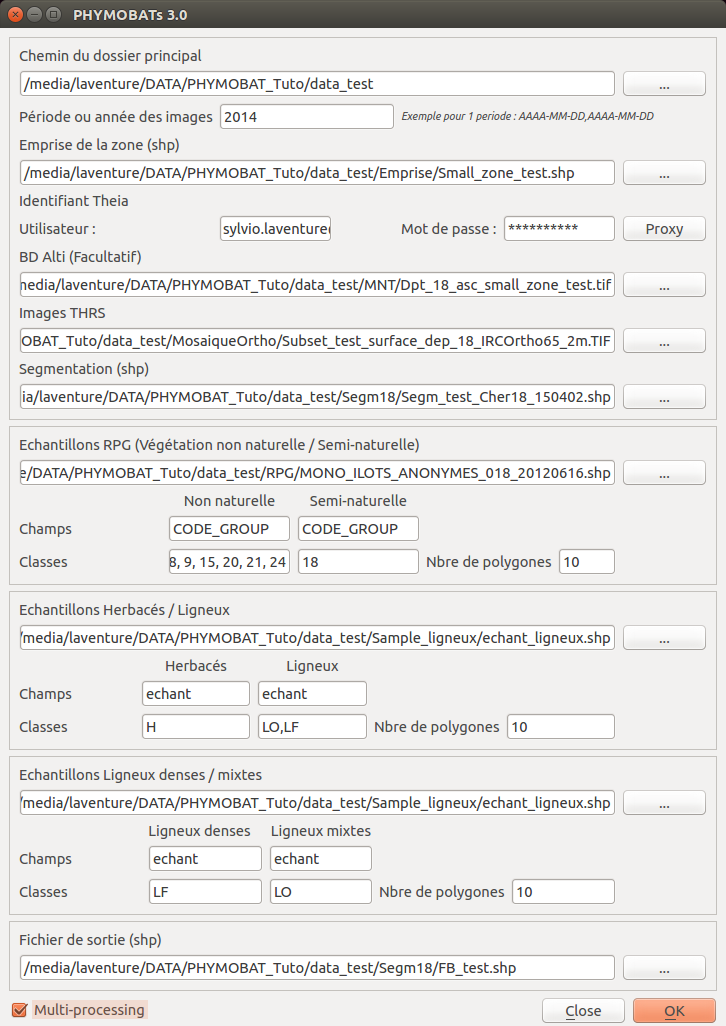 PHYMOBATs 3.0
Chemin du dossier principal
/media/laventure/DATA/PHYMOBAT_Tuto/data_test ...
Période ou année des images 2014 Exemple pour 1 periode : AAAA-MM-DD,AAAA-MM-DD
Emprise de la zone (shp)
/media/laventure/DATA/PHYMOBAT_Tuto/data_test/Emprise/Small_zone_test.shp ...
Identifiant Theia
Utilisateur : sylvio.laventure Mot de passe : ********** Proxy
BD Alti (Facultatif)
media/laventure/DATA/PHYMOBAT_Tuto/data_test/MNT/Dpt_18_asc_small_zone_test.tif ...
Images THRS
OBAT_Tuto/data_test/MosaiqueOrtho/Subset_test_surface_dep_18_IRCOrtho65_2m.TIF ...
Segmentation (shp)
ia/laventure/DATA/PHYMOBAT_Tuto/data_test/Segm18/Segm_test_Cher18_150402.shp ...
Echantillons RPG (Végétation non naturelle / Semi-naturelle)
e/DATA/PHYMOBAT_Tuto/data_test/RPG/MONO_ILOTS_ANONYMES_018_20120616.shp ...
Non naturelle Semi-naturelle
Champs CODE_GROUP CODE_GROUP
Classes 8, 9, 15, 20, 21, 24 18 Nbre de polygones 10
Echantillons Herbacés / Ligneux
/media/laventure/DATA/PHYMOBAT_Tuto/data_test/Sample_ligneux/echant_ligneux.shp ...
Herbacés Ligneux
Champs echant echant
Classes H LO,LF Nbre de polygones 10
Echantillons Ligneux denses / mixtes
/media/laventure/DATA/PHYMOBAT_Tuto/data_test/Sample_ligneux/echant_ligneux.shp ...
Ligneux denses Ligneux mixtes
Champs echant echant
Classes LF LO Nbre de polygones 10
Fichier de sortie (shp)
/media/laventure/DATA/PHYMOBAT_Tuto/data_test/Segm18/FB_test.shp ...
Multi-processing Close OK